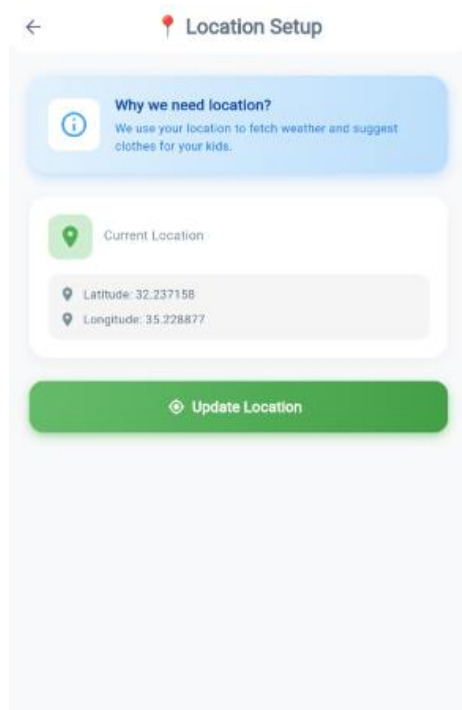 Location Setup
Why we need location?
We use your location to fetch weather and suggest
clothes for your kids.
Current Location
Latitude: 32.237158
Longitude: 35.228877
Update Location